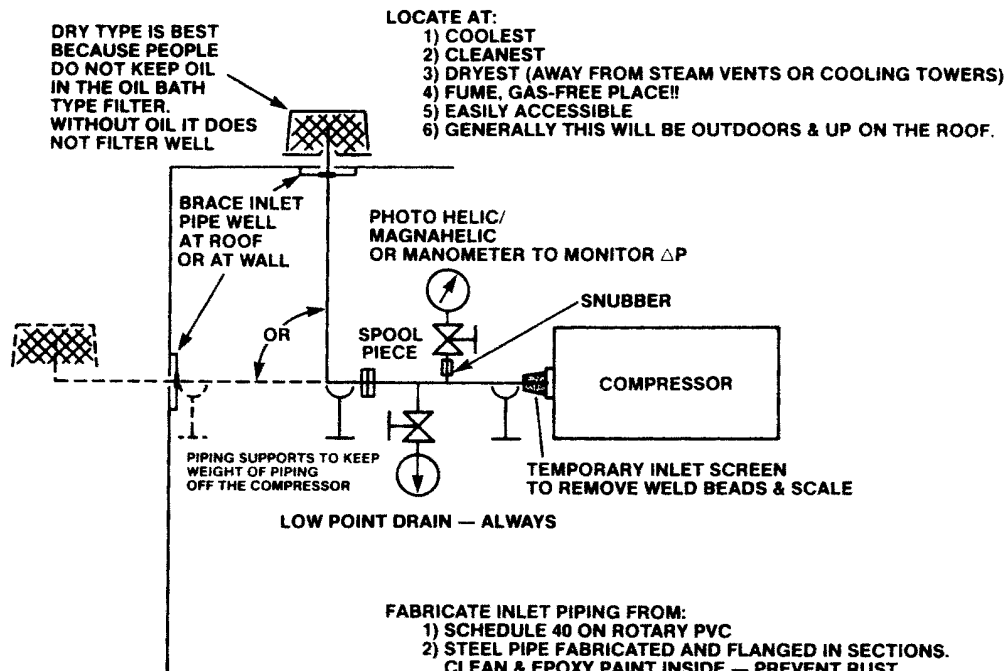 DRY TYPE IS BEST
BECAUSE PEOPLE
DO NOT KEEP OIL
IN THE OIL BATH
TYPE FILTER.
WITHOUT OIL IT DOES
NOT FILTER WELL
LOCATE AT:
1) COOLEST
2) CLEANEST
3) DRYEST (AWAY FROM STEAM VENTS OR COOLING TOWERS)
4) FUME, GAS-FREE PLACE!!
5) EASILY ACCESSIBLE
6) GENERALLY THIS WILL BE OUTDOORS & UP ON THE ROOF.
BRACE INLET
PIPE WELL
AT ROOF
OR AT WALL
PHOTO HELIC/
MAGNAHELIC
OR MANOMETER TO MONITOR △P
SNUBBER
OR
SPOOL
PIECE
COMPRESSOR
PIPING SUPPORTS TO KEEP
WEIGHT OF PIPING
OFF THE COMPRESSOR
TEMPORARY INLET SCREEN
TO REMOVE WELD BEADS & SCALE
LOW POINT DRAIN — ALWAYS
FABRICATE INLET PIPING FROM:
1) SCHEDULE 40 ON ROTARY PVC
2) STEEL PIPE FABRICATED AND FLANGED IN SECTIONS.
CLEAN & EPOXY PAINT INSIDE — PREVENT RUST